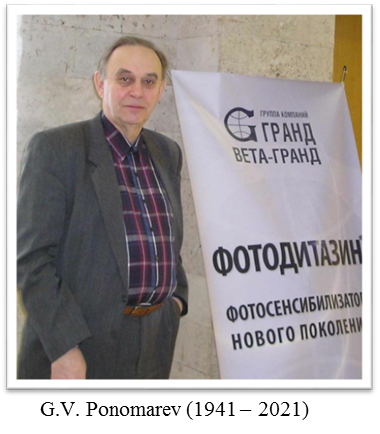 ГРУППА КОМПАНИЙ
ГРАНД
ВЕТА-ГРАНД
ФОТОДИТАЗИН
ФОТОСЕНСИБИЛИЗАТО
НОВОГО ПОКОЛЕНИ
G.V. Ponomarev (1941 – 2021)